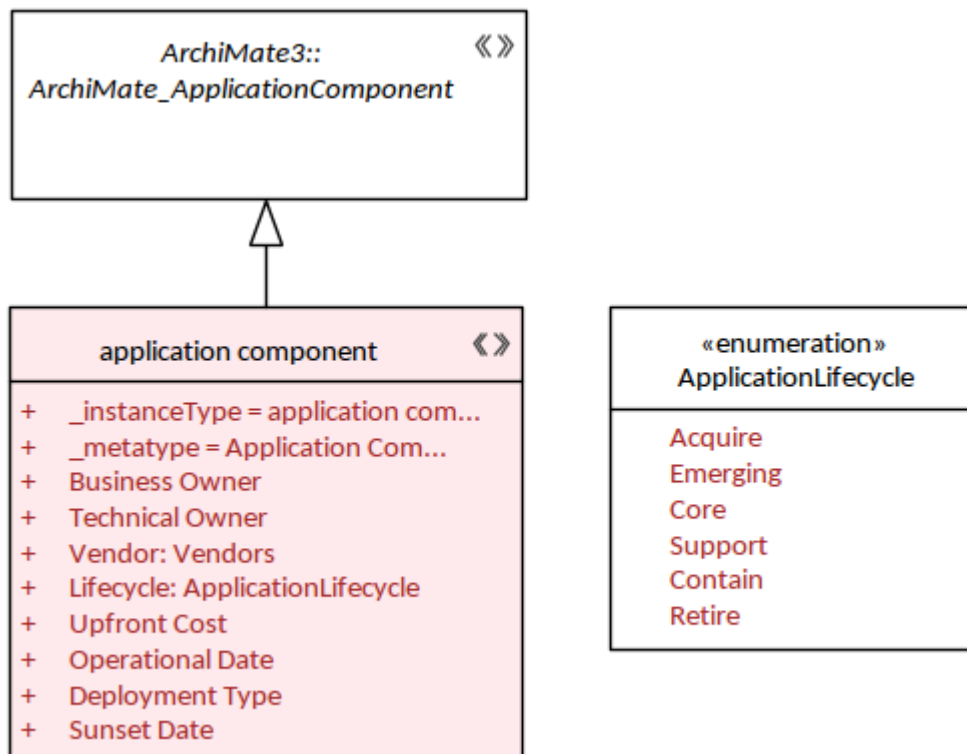 ArchiMate3::
ArchiMate_ApplicationComponent
application component
+ _instanceType = application com...
+ _metatype = Application Com...
+ Business Owner
+ Technical Owner
+ Vendor: Vendors
+ Lifecycle: ApplicationLifecycle
+ Upfront Cost
+ Operational Date
+ Deployment Type
+ Sunset Date
«enumeration»
ApplicationLifecycle
Acquire
Emerging
Core
Support
Contain
Retire